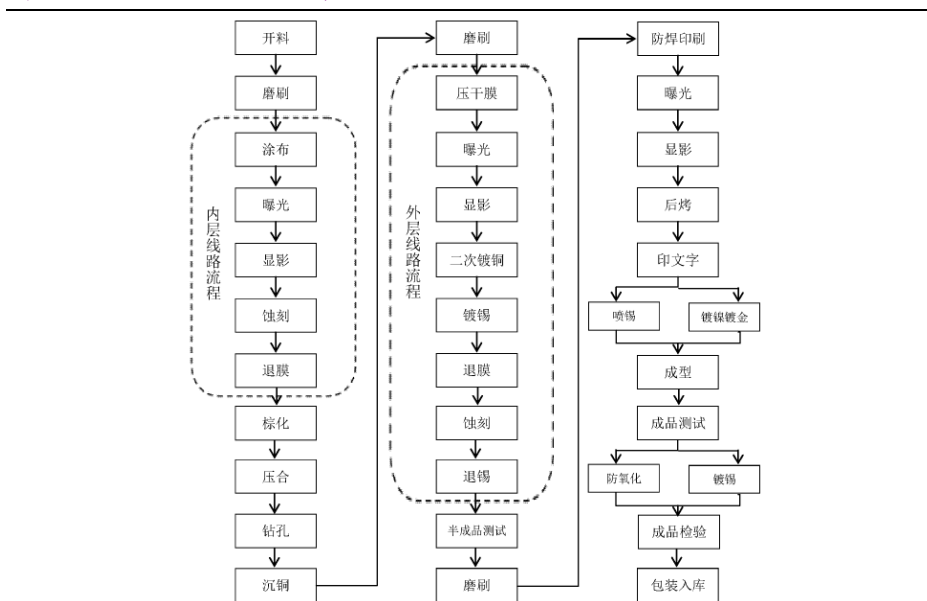 开料
磨刷
涂布
曝光
显影
蚀刻
退膜
内层线路流程
棕化
压合
钻孔
沉铜
磨刷
压干膜
曝光
显影
二次镀铜
镀锡
退膜
蚀刻
退锡
外层线路流程
半成品测试
磨刷
防焊印刷
曝光
显影
后烤
印文字
喷锡
镀镍镀金
成型
成品测试
防氧化
镀锡
成品检验
包装入库